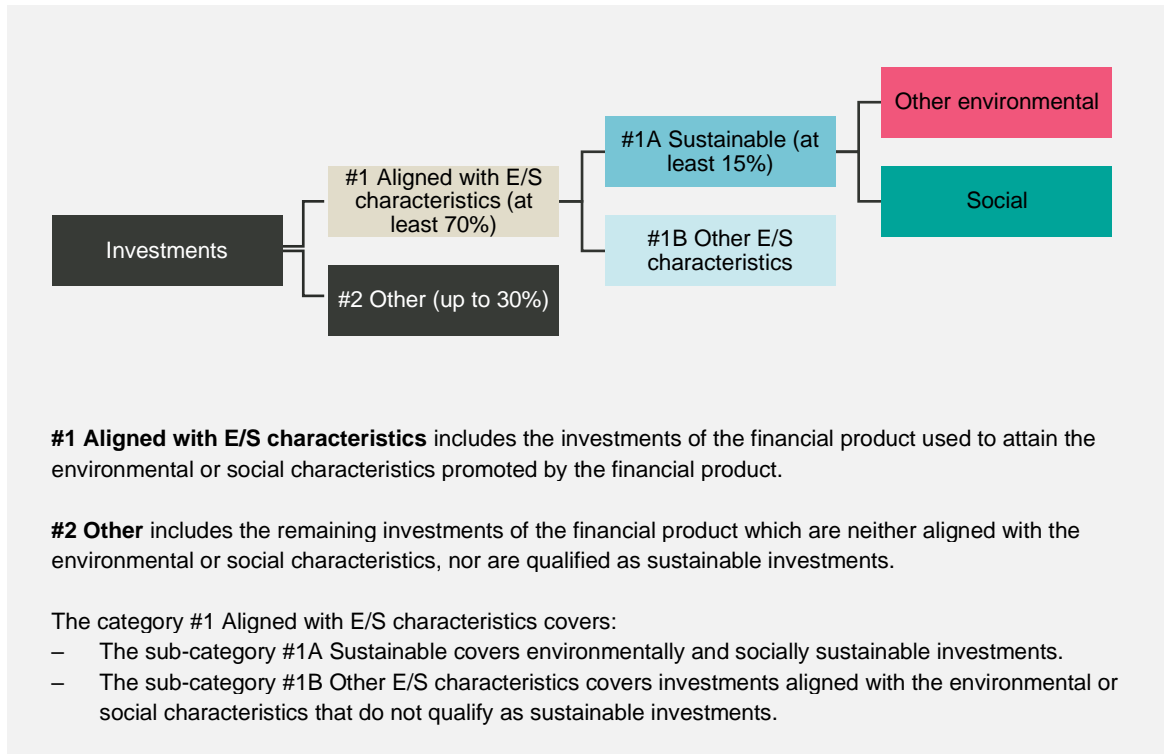 Other environmental
#1A Sustainable (at
least 15%)
#1 Aligned with E/S
characteristics (at
least 70%)
Social
Investments
#1B Other E/S
characteristics
#2 Other (up to 30%)
#1 Aligned with E/S characteristics includes the investments of the financial product used to attain the
environmental or social characteristics promoted by the financial product.
#2 Other includes the remaining investments of the financial product which are neither aligned with the
environmental or social characteristics, nor are qualified as sustainable investments.
The category #1 Aligned with E/S characteristics covers:
– The sub-category #1A Sustainable covers environmentally and socially sustainable investments.
– The sub-category #1B Other E/S characteristics covers investments aligned with the environmental or
social characteristics that do not qualify as sustainable investments.